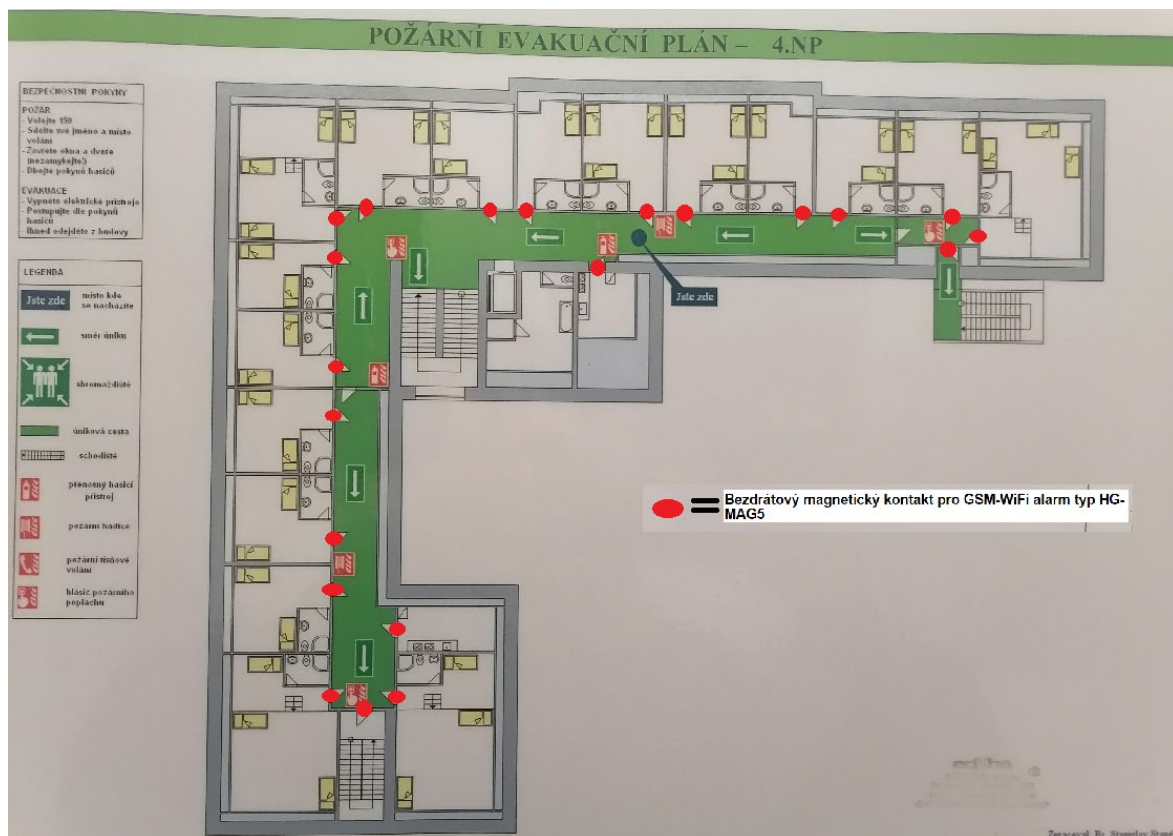 POŽÁRNÍ EVAKUAČNÍ PLÁN – 4.NP
BEZPEČNOSTNÍ POKYNY
POŽÁR
- Volejte 150
- Sdělte své jméno a místo
volání
- Zavřete okna a dveře
(nezamykejte)
- Dbejte pokynů hasičů
EVAKUACE
- Vypněte elektrické přístroje
- Postupujte dle pokynů
hasičů
- Ihned odejděte z budovy
LEGENDA
Jste zde
místo kde
se nacházíte
směr úniku
shromaždiště
úniková cesta
schodiště
přenosný hasicí
přístroj
požární hadice
požární tísňové
volání
hlásič požárního
poplachu
Jste zde
Bezdrátový magnetický kontakt pro GSM-WiFi alarm typ HG-
MAG5
Zpracoval: Bc. Stanislav